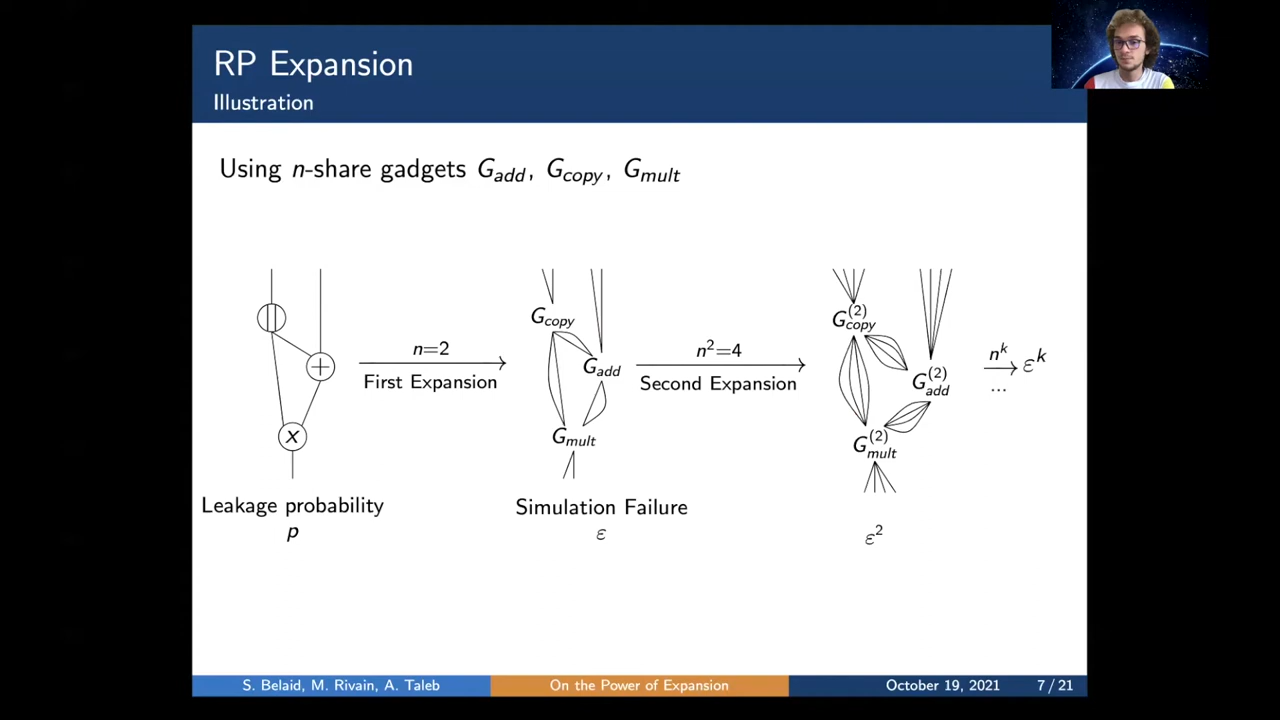 RP Expansion
Illustration
Using n-share gadgets G_add, G_copy, G_mult
||
+
x
n=2
First Expansion
G_copy
G_add
G_mult
n^2=4
Second Expansion
G_copy^(2)
G_add^(2)
G_mult^(2)
n^k
...
ε^k
Leakage probability
p
Simulation Failure
ε
ε^2
S. Belaid, M. Rivain, A. Taleb
On the Power of Expansion
October 19, 2021
7 / 21